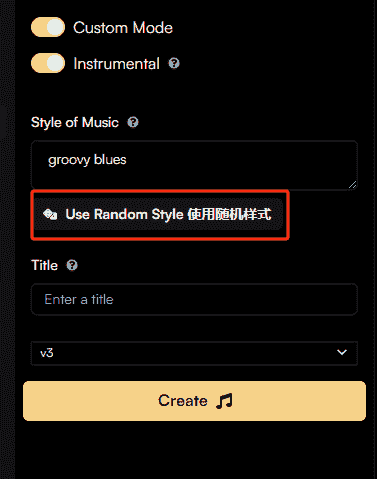 Custom Mode
Instrumental ?
Style of Music ?
groovy blues
Use Random Style 使用随机样式
Title ?
Enter a title
v3
Create